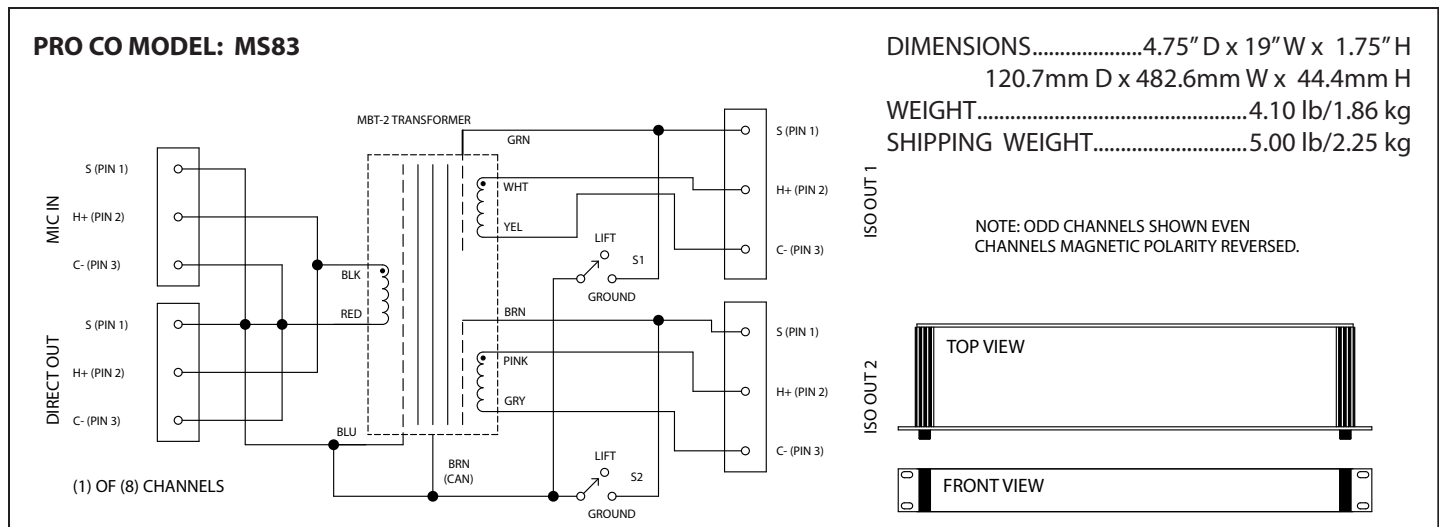 PRO CO MODEL: MS83
DIMENSIONS......................4.75" D x 19" W x 1.75" H
120.7mm D x 482.6mm W x 44.4mm H
WEIGHT......................................................4.10 lb/1.86 kg
SHIPPING WEIGHT..............................5.00 lb/2.25 kg
MBT-2 TRANSFORMER
MIC IN
S (PIN 1)
H+ (PIN 2)
C- (PIN 3)
DIRECT OUT
S (PIN 1)
H+ (PIN 2)
C- (PIN 3)
BLK
RED
BLU
BRN
(CAN)
GRN
WHT
YEL
LIFT
S1
GROUND
BRN
PINK
GRY
LIFT
S2
GROUND
S (PIN 1)
H+ (PIN 2)
C- (PIN 3)
ISO OUT 1
S (PIN 1)
H+ (PIN 2)
C- (PIN 3)
ISO OUT 2
(1) OF (8) CHANNELS
NOTE: ODD CHANNELS SHOWN EVEN
CHANNELS MAGNETIC POLARITY REVERSED.
TOP VIEW
FRONT VIEW